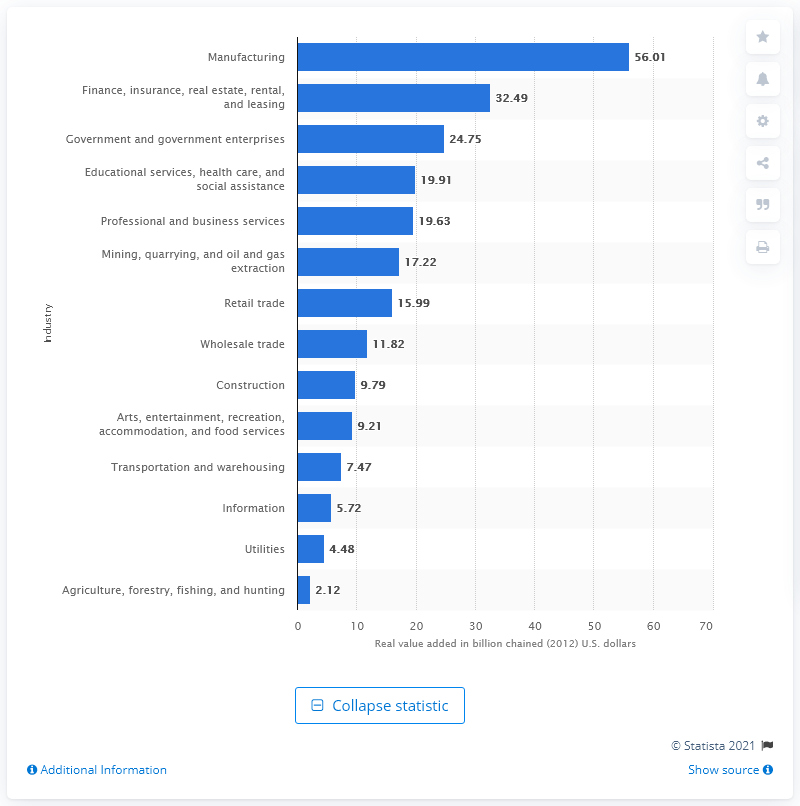 Manufacturing
56.01
Finance, insurance, real estate, rental,
and leasing
32.49
Government and government enterprises
24.75
Educational services, health care, and
social assistance
19.91
Professional and business services
19.63
Mining, quarrying, and oil and gas
extraction
17.22
Retail trade
15.99
Wholesale trade
11.82
Construction
9.79
Arts, entertainment, recreation,
accommodation, and food services
9.21
Transportation and warehousing
7.47
Information
5.72
Utilities
4.48
Agriculture, forestry, fishing, and hunting
2.12
Industry
0 10 20 30 40 50 60 70
Real value added in billion chained (2012) U.S. dollars
Collapse statistic
© Statista 2021
Additional Information
Show source